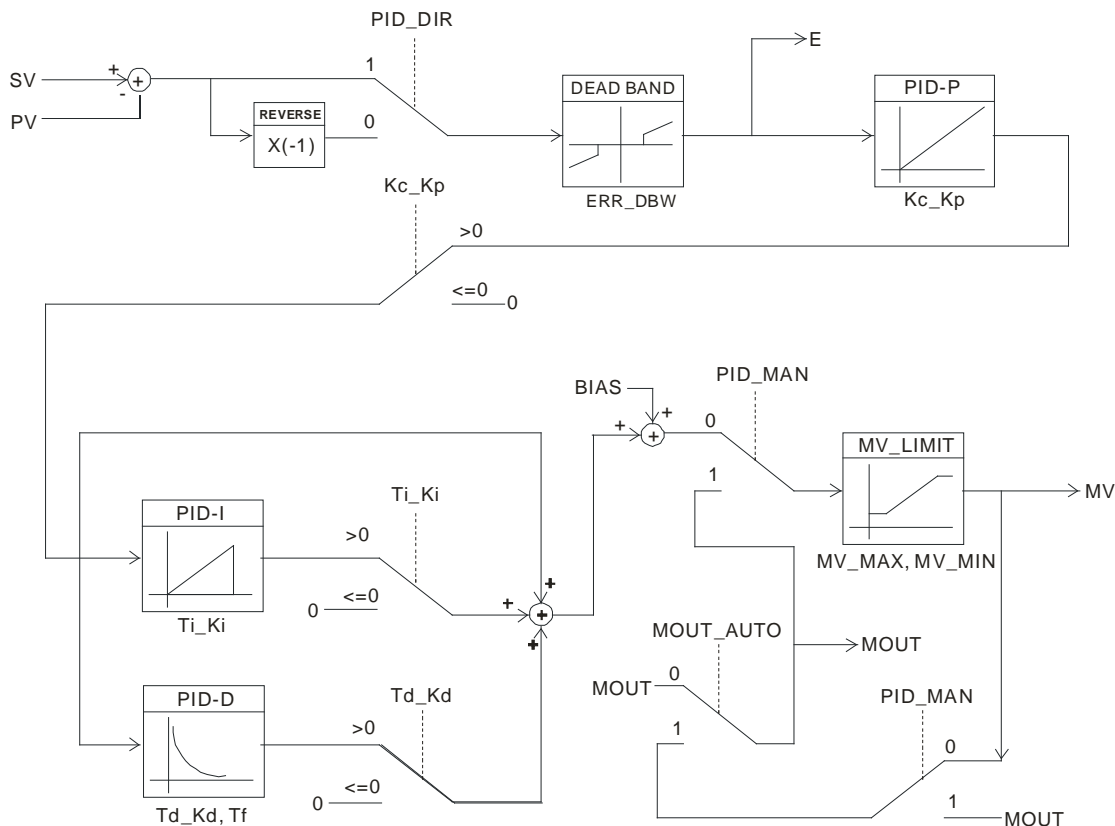 PID_DIR
E
SV
+
+
-
PV
1
REVERSE
X(-1)
0
DEAD BAND
ERR_DBW
PID-P
Kc_Kp
Kc_Kp
>0
<=0
0
BIAS
+
+
+
PID_MAN
0
1
MV_LIMIT
MV
MV_MAX, MV_MIN
PID-I
Ti_Ki
Ti_Ki
>0
0
<=0
+
+
+
+
MOUT_AUTO
MOUT
0
1
MOUT
PID-D
Td_Kd, Tf
Td_Kd
>0
0
<=0
PID_MAN
0
1
MOUT